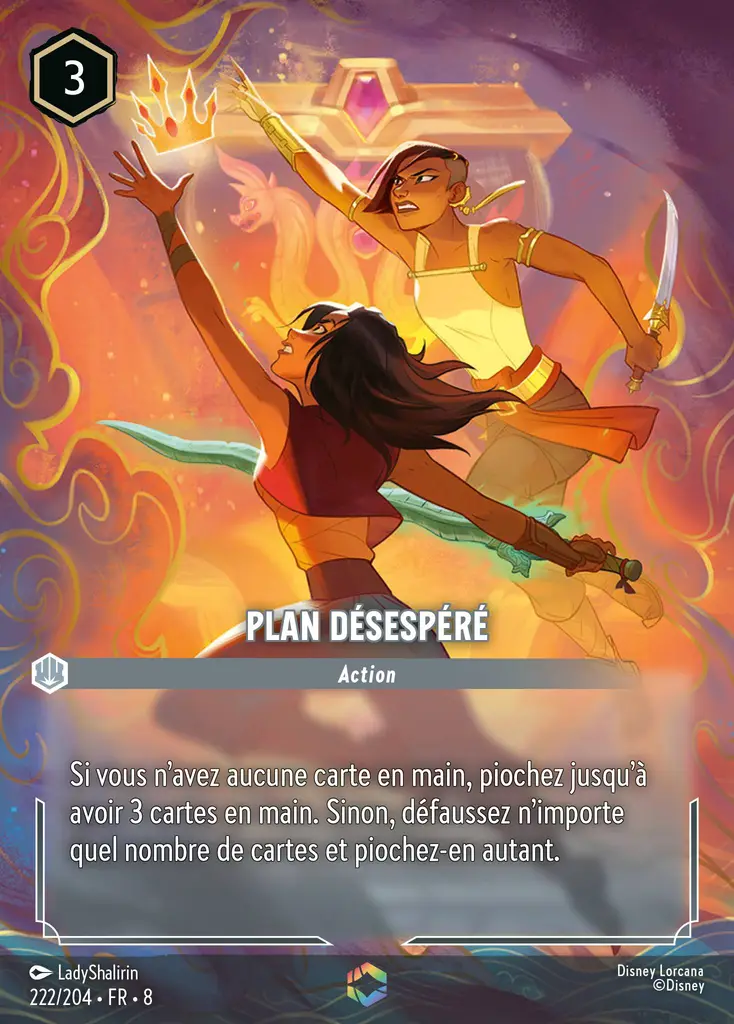 3
PLAN DÉSESPÉRÉ
Action
Si vous n'avez aucune carte en main, piochez jusqu'à
avoir 3 cartes en main. Sinon, défaussez n'importe
quel nombre de cartes et piochez-en autant.
LadyShalirin
Disney Lorcana
222/204 • FR • 8
©Disney